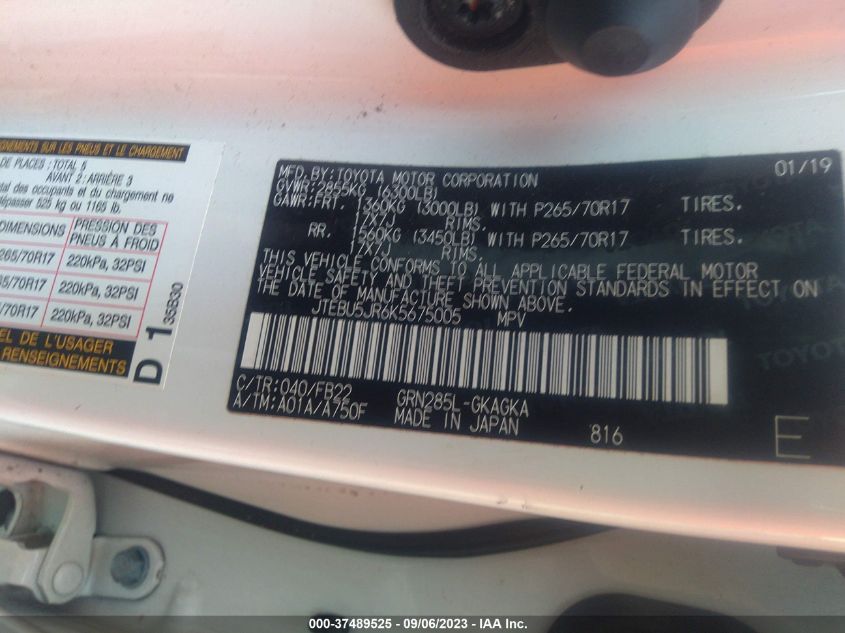 GNEMENTS SUR LES PNEUS ET LE CHARGEMENT
DE PLACES : TOTAL 5
AVANT 2 : ARRIÈRE 3
tal des occupants et du chargement ne
dépasser 525 kg ou 1165 lb.
DIMENSIONS PRESSION DES PNEUS À FROID
265/70R17 220kPa, 32PSI
65/70R17 220kPa, 32PSI
/70R17 220kPa, 32PSI
EL DE L'USAGER
RENSEIGNEMENTS
D 1 35B30
MFD.BY:TOYOTA MOTOR CORPORATION 01/19
GVWR:2855KG (6300LB)
GAWR:FRT. 1360KG (3000LB) WITH P265/70R17 TIRES.
17X7J RIMS.
RR. 1560KG (3450LB) WITH P265/70R17 TIRES.
17X7J RIMS.
THIS VEHICLE CONFORMS TO ALL APPLICABLE FEDERAL MOTOR
VEHICLE SAFETY AND THEFT PREVENTION STANDARDS IN EFFECT ON
THE DATE OF MANUFACTURE SHOWN ABOVE.
JTEBU5JR6K5675005 MPV
C/TR:040/FB22 GRN285L-GKAGKA
A/TM:A01A/A750F MADE IN JAPAN 816
E
TOYOTA
000-37489525 - 09/06/2023 - IAA Inc.